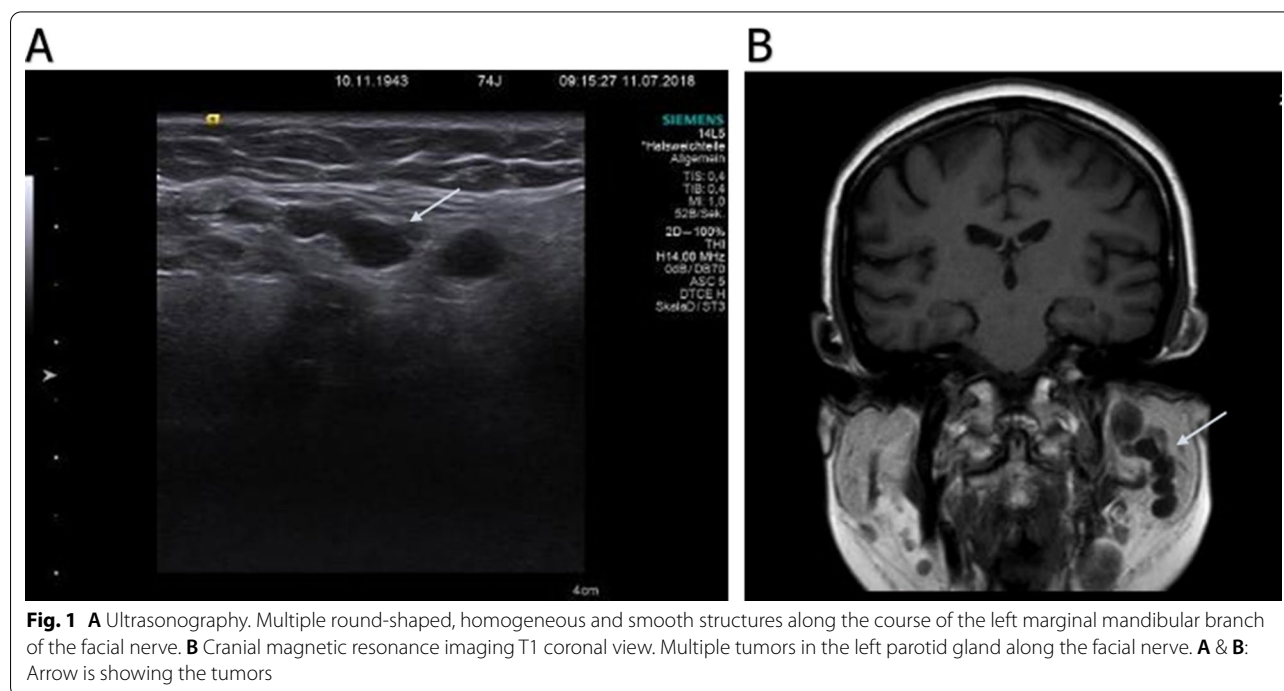 A
B
10.11.1943 74J 09:15:27 11.07.2018
SIEMENS
14L5
*Halsweichteile
Allgemein
TIS: 0,4
TIB: 0,4
MI: 1,0
52B/Sek.
2D–100%
THI
H14.00 MHz
0dB/DB70
ASC 5
DTCE H
SkalaD/ST3
4cm
Fig. 1 A Ultrasonography. Multiple round-shaped, homogeneous and smooth structures along the course of the left marginal mandibular branch
of the facial nerve. B Cranial magnetic resonance imaging T1 coronal view. Multiple tumors in the left parotid gland along the facial nerve. A & B:
Arrow is showing the tumors